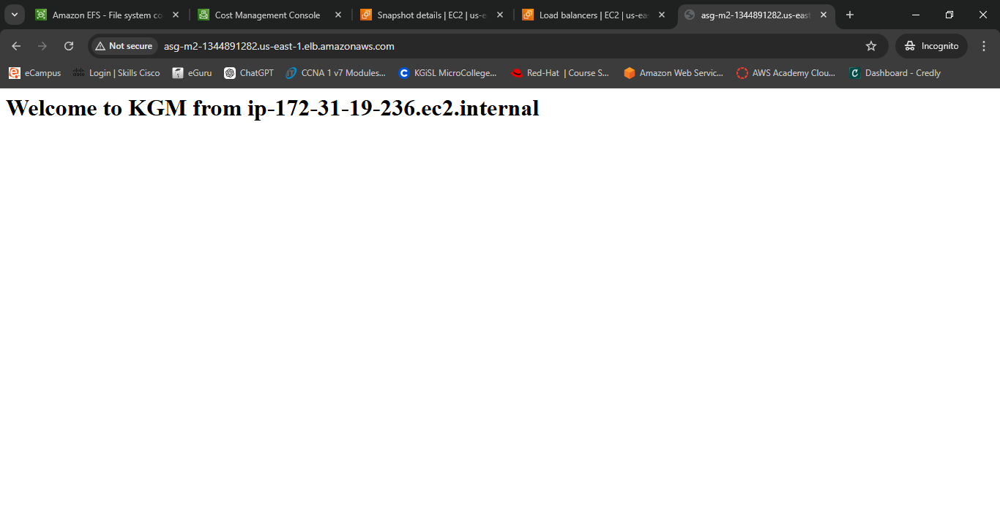 Amazon EFS - File system co
Cost Management Console
Snapshot details | EC2 | us-e
Load balancers | EC2 | us-eas
asg-m2-1344891282.us-east
Not secure
asg-m2-1344891282.us-east-1.elb.amazonaws.com
Incognito
eCampus
Login | Skills Cisco
eGuru
ChatGPT
CCNA 1 v7 Modules...
KGiSL MicroCollege...
Red-Hat | Course S...
Amazon Web Servic...
AWS Academy Clou...
Dashboard - Credly
Welcome to KGM from ip-172-31-19-236.ec2.internal